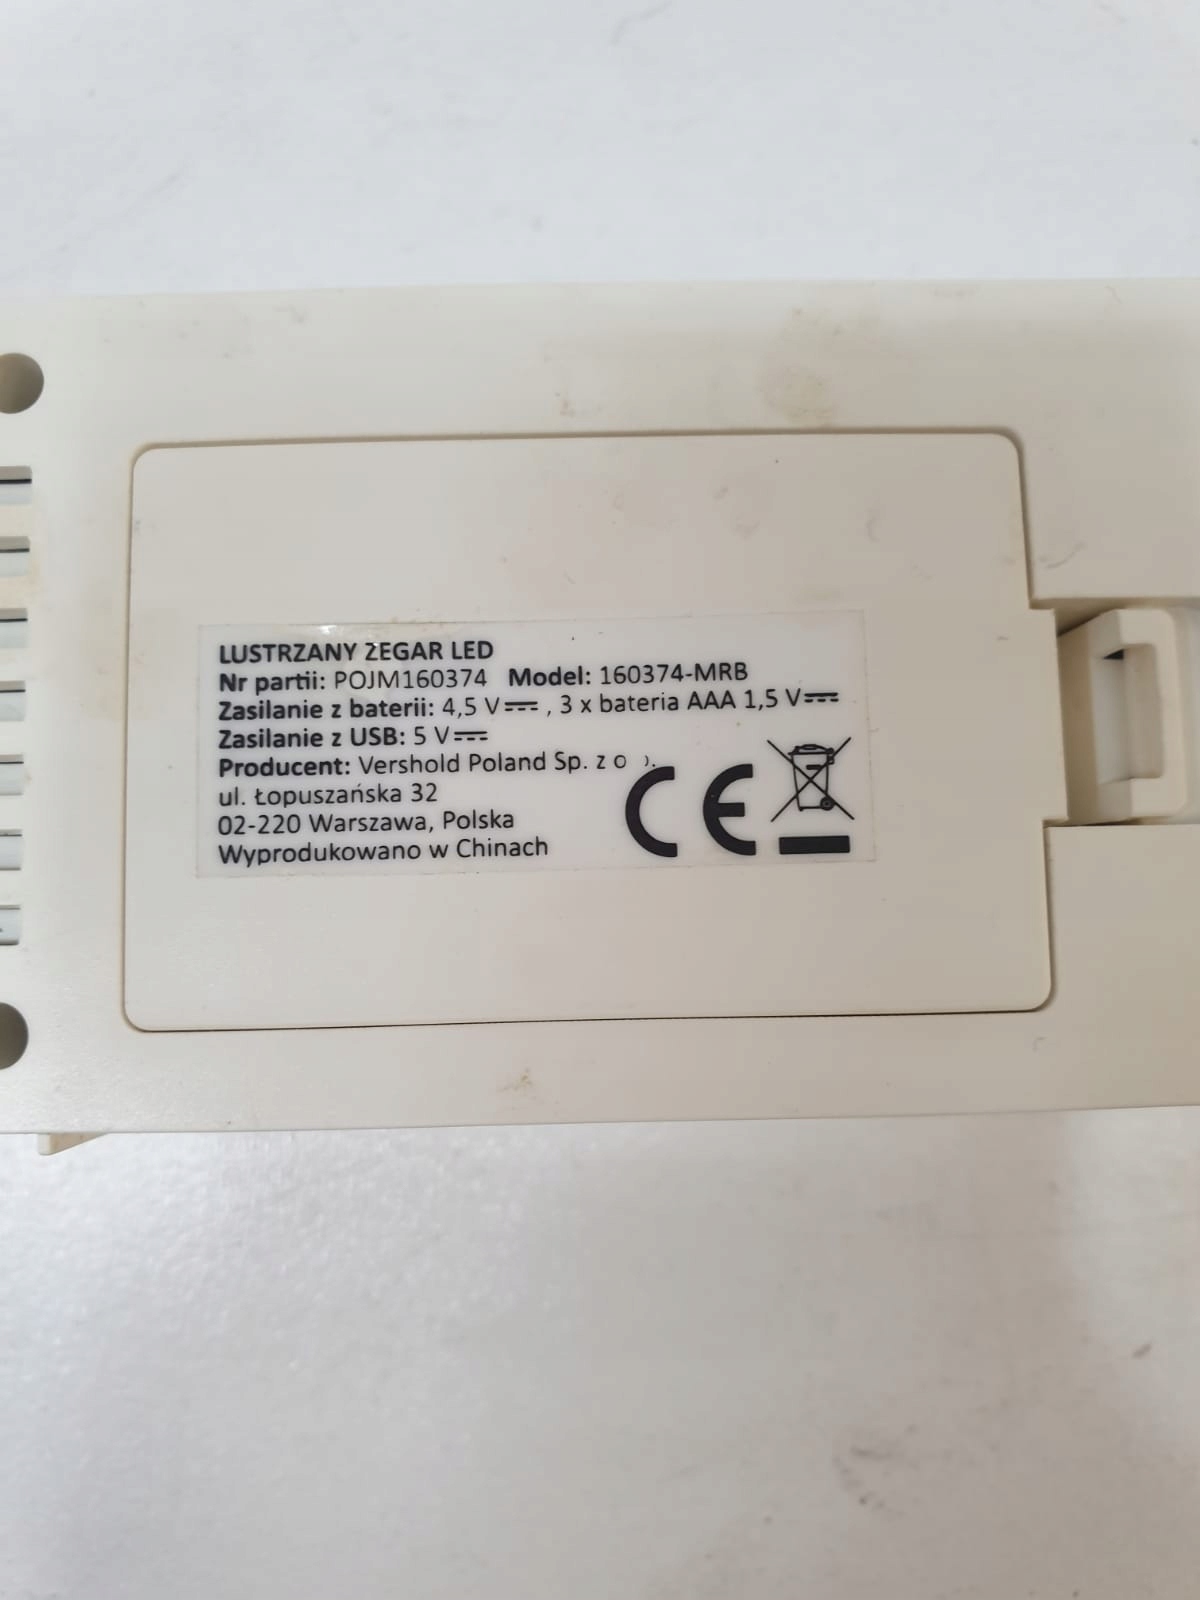 LUSTRZANY ZEGAR LED
Nr partii: POJM160374 Model: 160374-MRB
Zasilanie z baterii: 4,5 V⎓, 3 x bateria AAA 1,5 V⎓
Zasilanie z USB: 5 V⎓
Producent: Vershold Poland Sp. z o
ul. Łopuszańska 32
02-220 Warszawa, Polska
Wyprodukowano w Chinach
CE